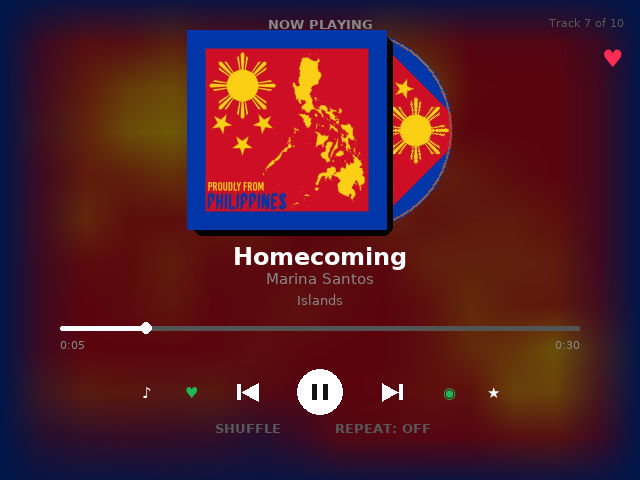 NOW PLAYING
Track 7 of 10
PROUDLY FROM
PHILIPPINES
Homecoming
Marina Santos
Islands
0:05
0:30
SHUFFLE
REPEAT: OFF